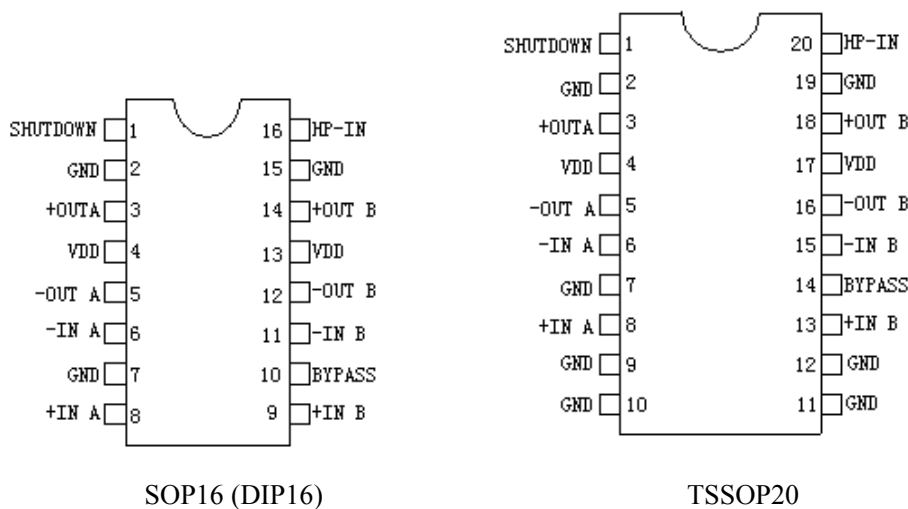 SHUTDOWN 1 16 HP-IN
GND 2 15 GND
+OUTA 3 14 +OUT B
VDD 4 13 VDD
-OUT A 5 12 -OUT B
-IN A 6 11 -IN B
GND 7 10 BYPASS
+IN A 8 9 +IN B
SOP16 (DIP16)
SHUTDOWN 1 20 HP-IN
GND 2 19 GND
+OUTA 3 18 +OUT B
VDD 4 17 VDD
-OUT A 5 16 -OUT B
-IN A 6 15 -IN B
GND 7 14 BYPASS
+IN A 8 13 +IN B
GND 9 12 GND
GND 10 11 GND
TSSOP20